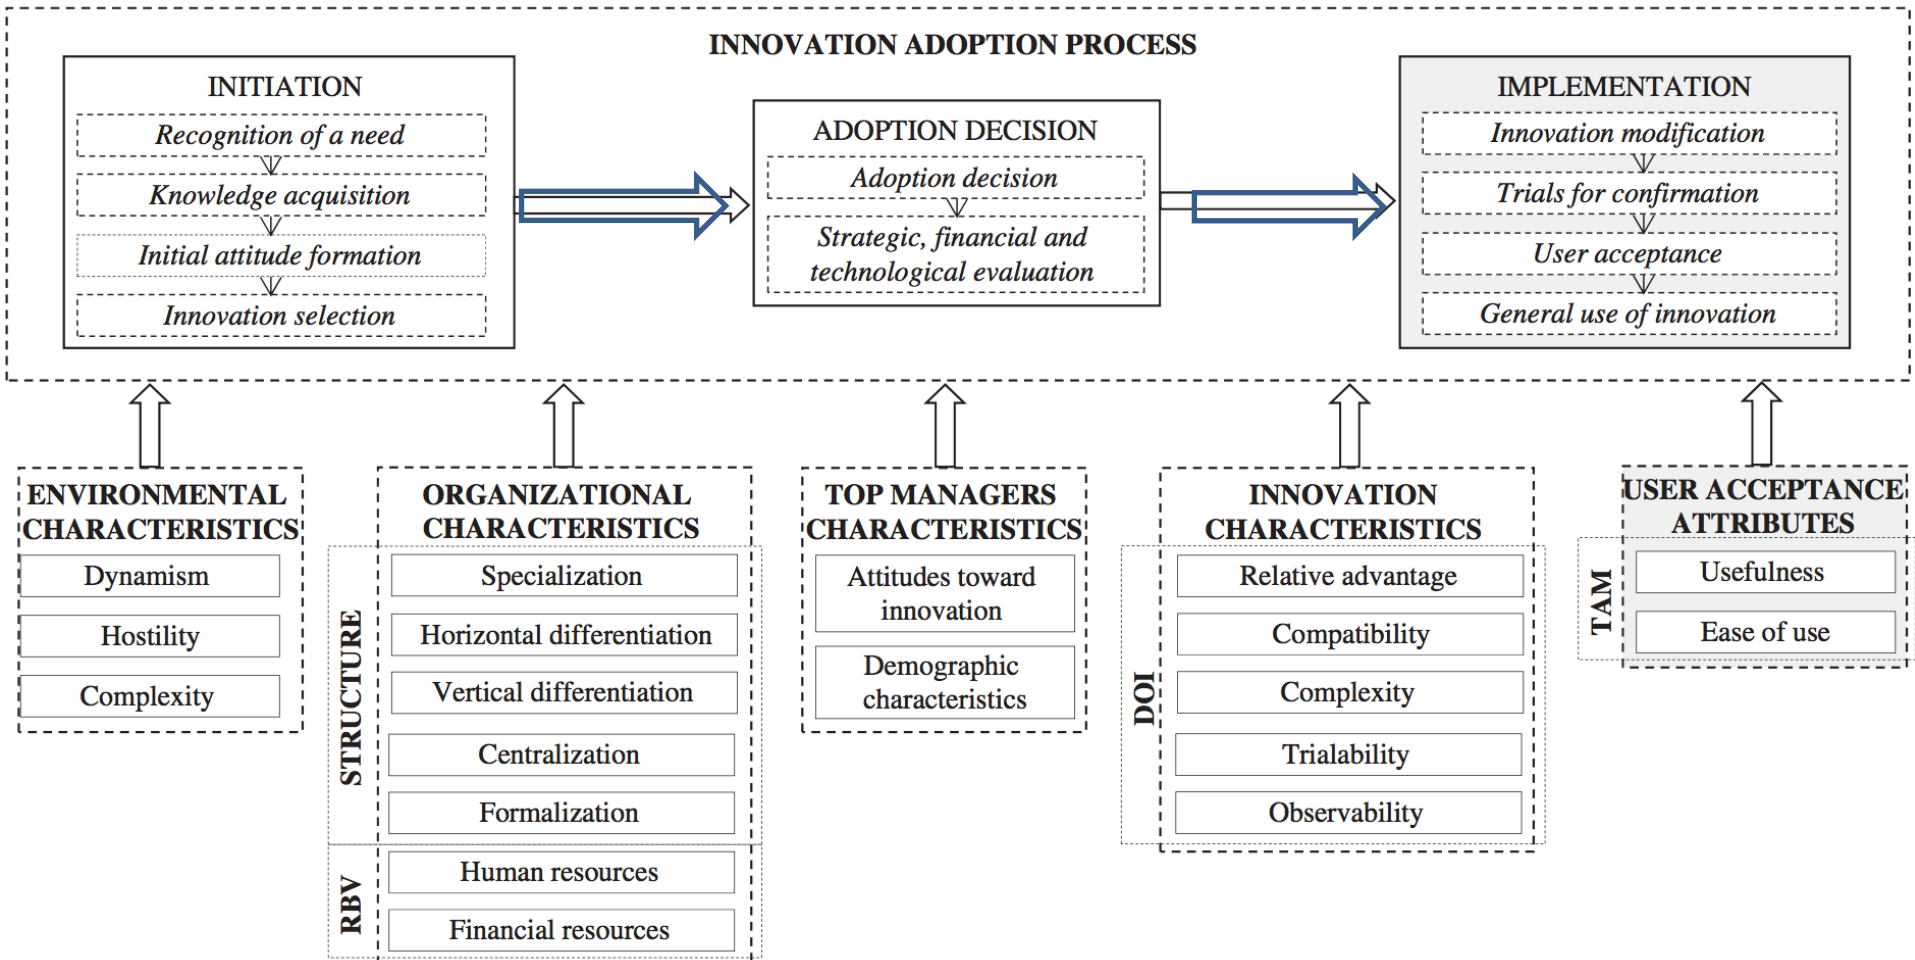 INNOVATION ADOPTION PROCESS
INITIATION
Recognition of a need
Knowledge acquisition
Initial attitude formation
Innovation selection
ADOPTION DECISION
Adoption decision
Strategic, financial and
technological evaluation
IMPLEMENTATION
Innovation modification
Trials for confirmation
User acceptance
General use of innovation
ENVIRONMENTAL
CHARACTERISTICS
Dynamism
Hostility
Complexity
ORGANIZATIONAL
CHARACTERISTICS
STRUCTURE
Specialization
Horizontal differentiation
Vertical differentiation
Centralization
Formalization
RBV
Human resources
Financial resources
TOP MANAGERS
CHARACTERISTICS
Attitudes toward
innovation
Demographic
characteristics
INNOVATION
CHARACTERISTICS
DOI
Relative advantage
Compatibility
Complexity
Trialability
Observability
USER ACCEPTANCE
ATTRIBUTES
TAM
Usefulness
Ease of use